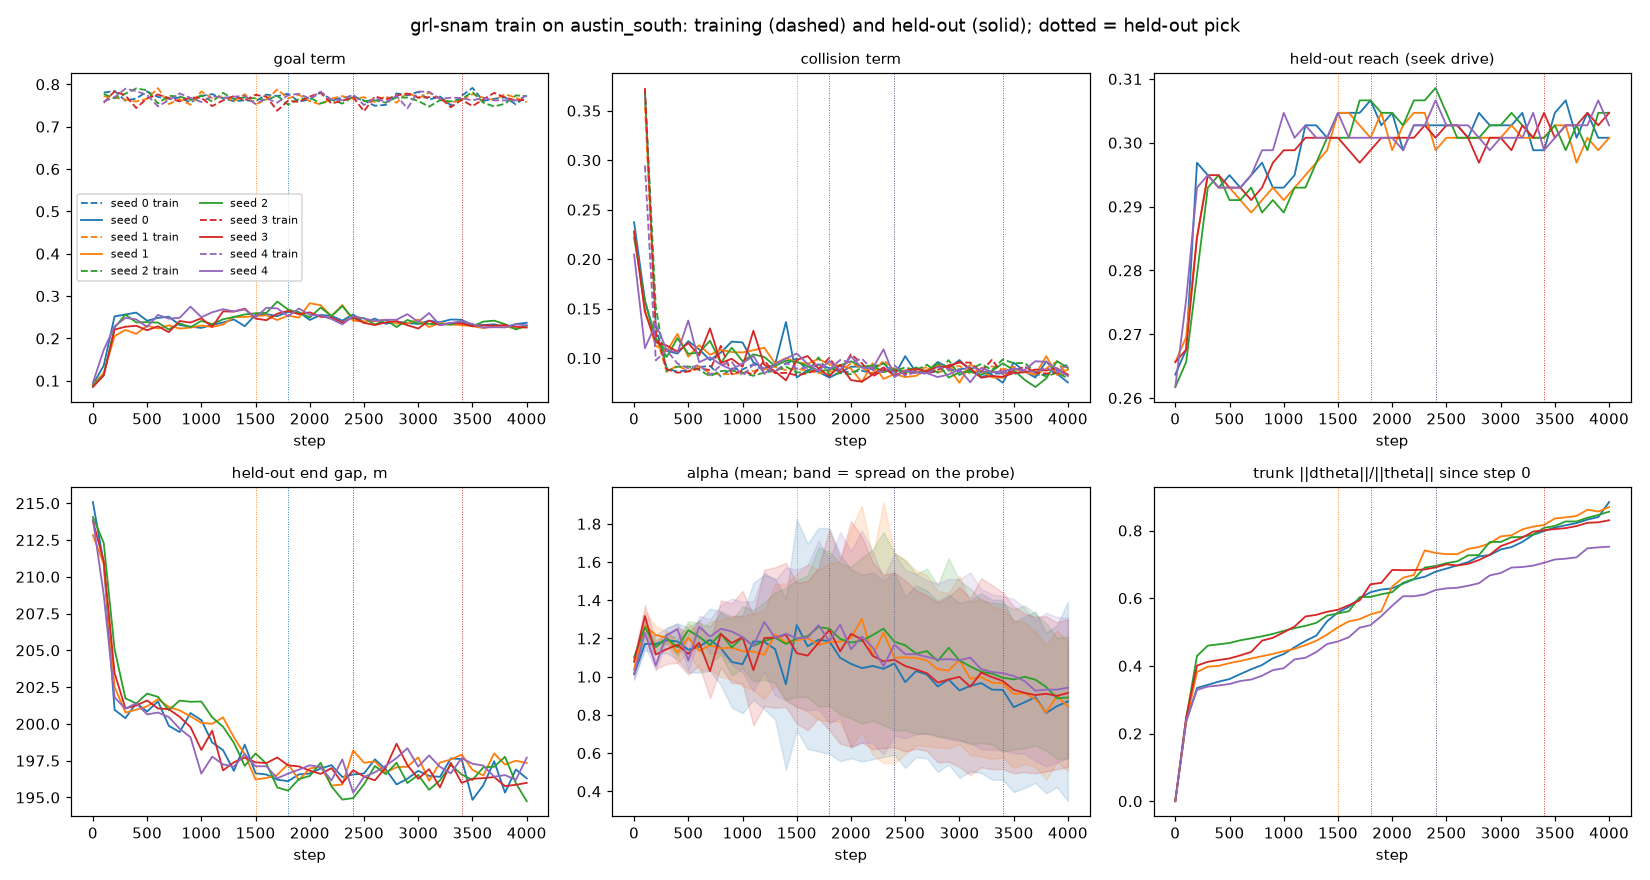 grl-snam train on austin_south: training (dashed) and held-out (solid); dotted = held-out pick
goal term
0.8
0.7
0.6
0.5
0.4
0.3
0.2
0.1
seed 0 train
seed 0
seed 1 train
seed 1
seed 2 train
seed 2
seed 3 train
seed 3
seed 4 train
seed 4
0 500 1000 1500 2000 2500 3000 3500 4000
step
collision term
0.35
0.30
0.25
0.20
0.15
0.10
0 500 1000 1500 2000 2500 3000 3500 4000
step
held-out reach (seek drive)
0.31
0.30
0.29
0.28
0.27
0.26
0 500 1000 1500 2000 2500 3000 3500 4000
step
held-out end gap, m
215.0
212.5
210.0
207.5
205.0
202.5
200.0
197.5
195.0
0 500 1000 1500 2000 2500 3000 3500 4000
step
alpha (mean; band = spread on the probe)
1.8
1.6
1.4
1.2
1.0
0.8
0.6
0.4
0 500 1000 1500 2000 2500 3000 3500 4000
step
trunk ||dtheta||/||theta|| since step 0
0.8
0.6
0.4
0.2
0.0
0 500 1000 1500 2000 2500 3000 3500 4000
step